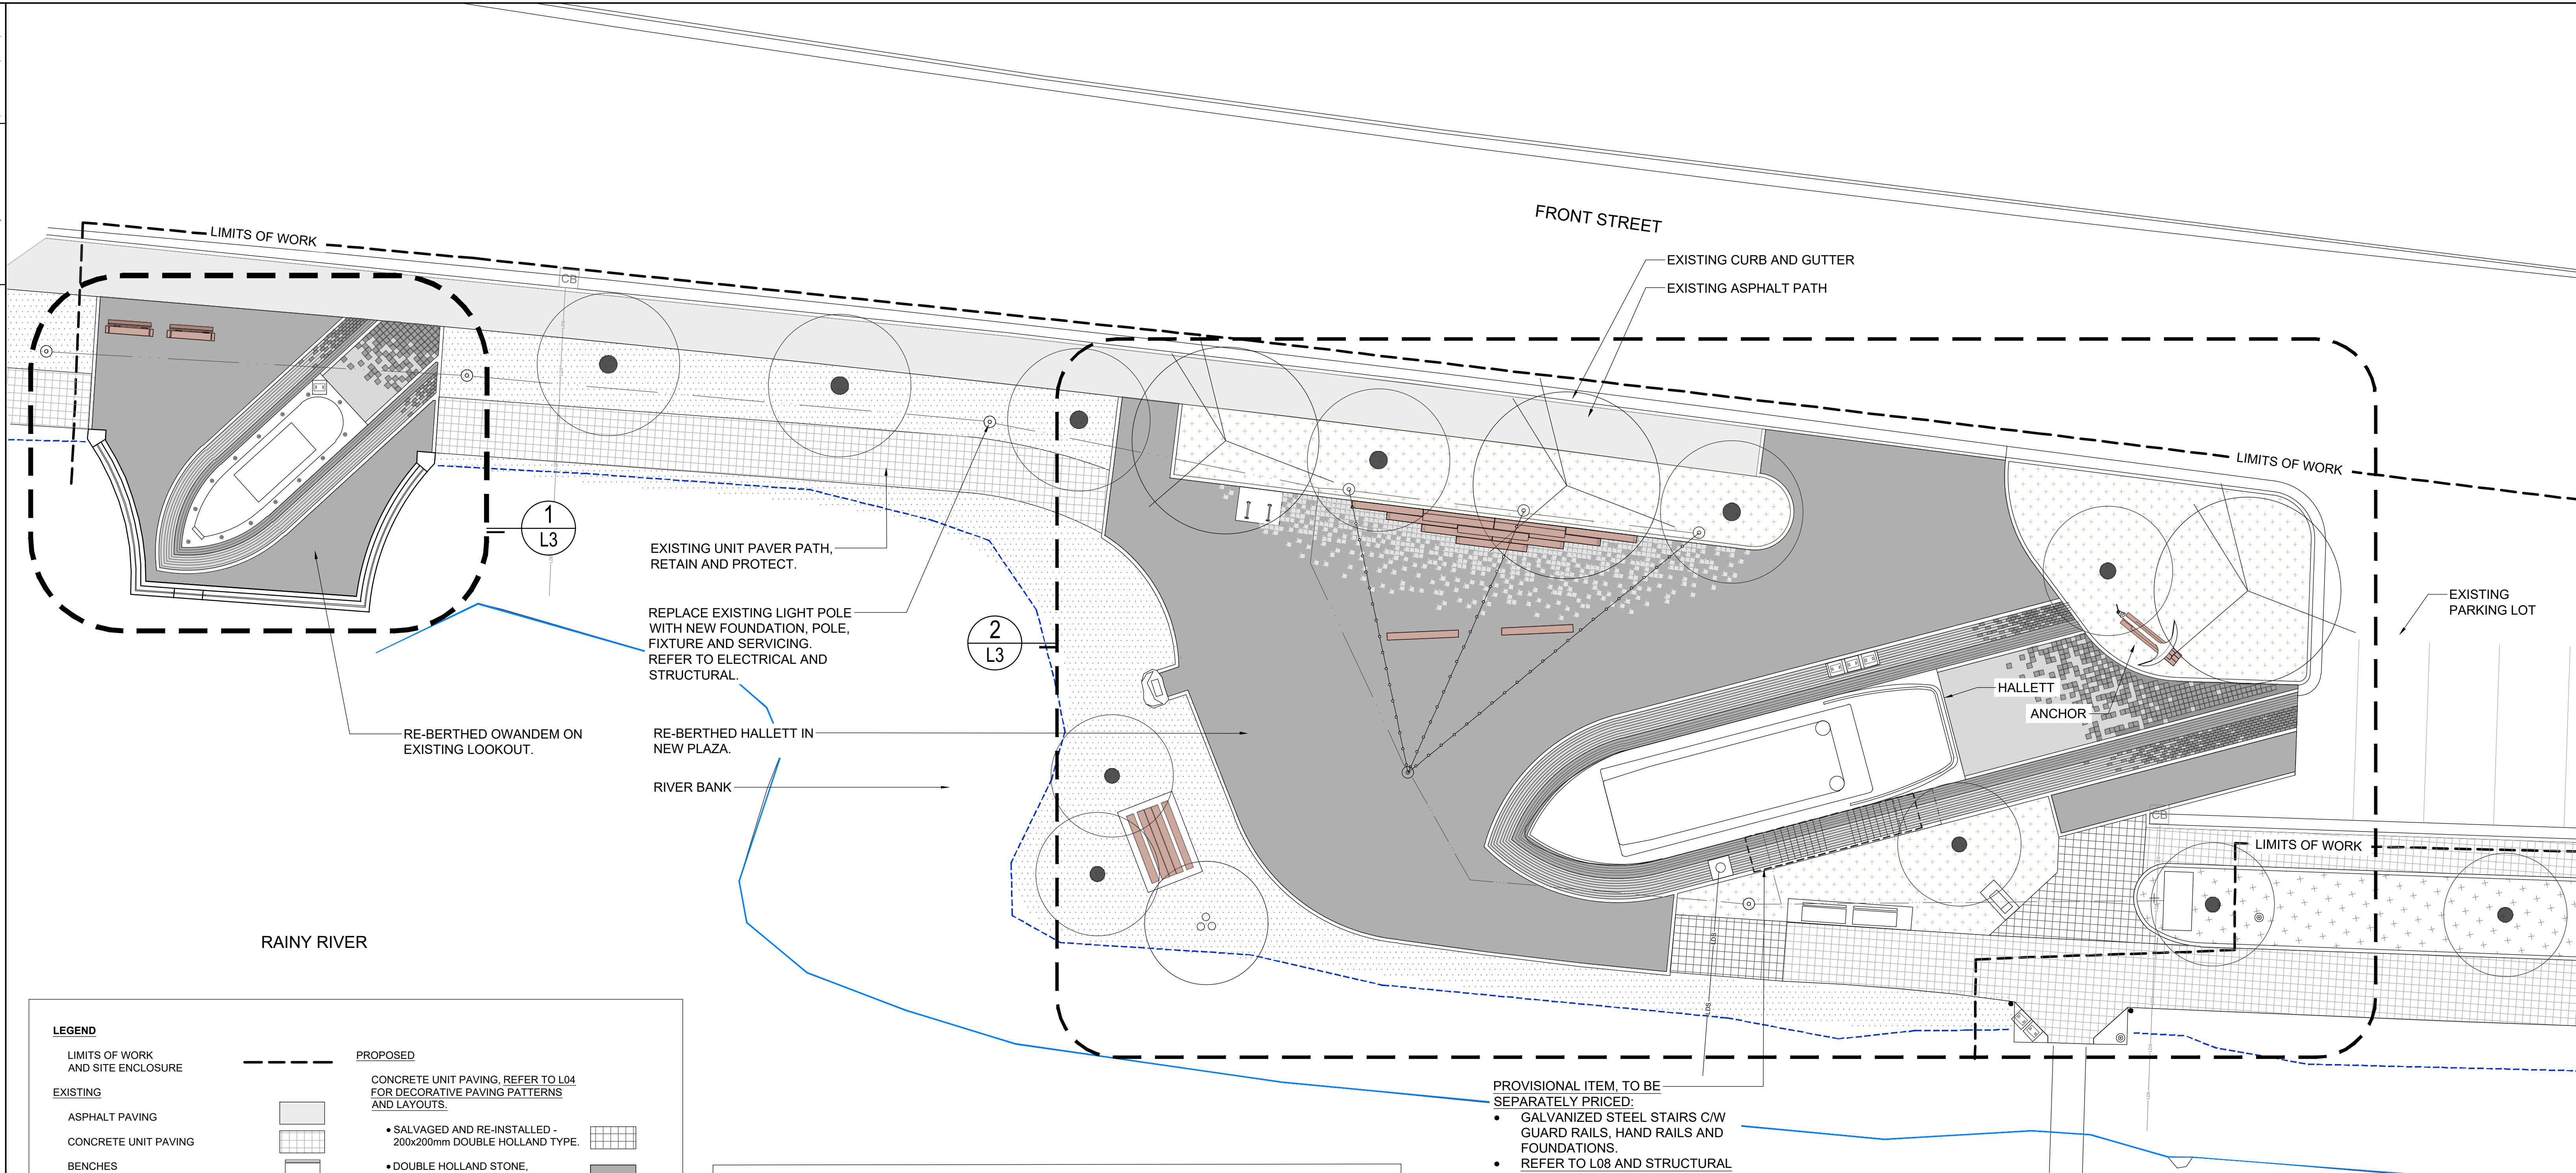 FRONT STREET
LIMITS OF WORK
EXISTING CURB AND GUTTER
EXISTING ASPHALT PATH
CB
LIMITS OF WORK
1
L3
EXISTING UNIT PAVER PATH,
RETAIN AND PROTECT.
REPLACE EXISTING LIGHT POLE
WITH NEW FOUNDATION, POLE,
FIXTURE AND SERVICING.
REFER TO ELECTRICAL AND
STRUCTURAL.
2
L3
EXISTING
PARKING LOT
HALLETT
ANCHOR
RE-BERTHED OWANDEM ON
EXISTING LOOKOUT.
RE-BERTHED HALLETT IN
NEW PLAZA.
RIVER BANK
CB
LIMITS OF WORK
RAINY RIVER
LDS
LDS
LEGEND
LIMITS OF WORK
AND SITE ENCLOSURE
EXISTING
ASPHALT PAVING
CONCRETE UNIT PAVING
BENCHES
PROPOSED
CONCRETE UNIT PAVING, REFER TO L04
FOR DECORATIVE PAVING PATTERNS
AND LAYOUTS.
• SALVAGED AND RE-INSTALLED -
200x200mm DOUBLE HOLLAND TYPE.
• DOUBLE HOLLAND STONE,
PROVISIONAL ITEM, TO BE
SEPARATELY PRICED:
• GALVANIZED STEEL STAIRS C/W
GUARD RAILS, HAND RAILS AND
FOUNDATIONS.
• REFER TO L08 AND STRUCTURAL